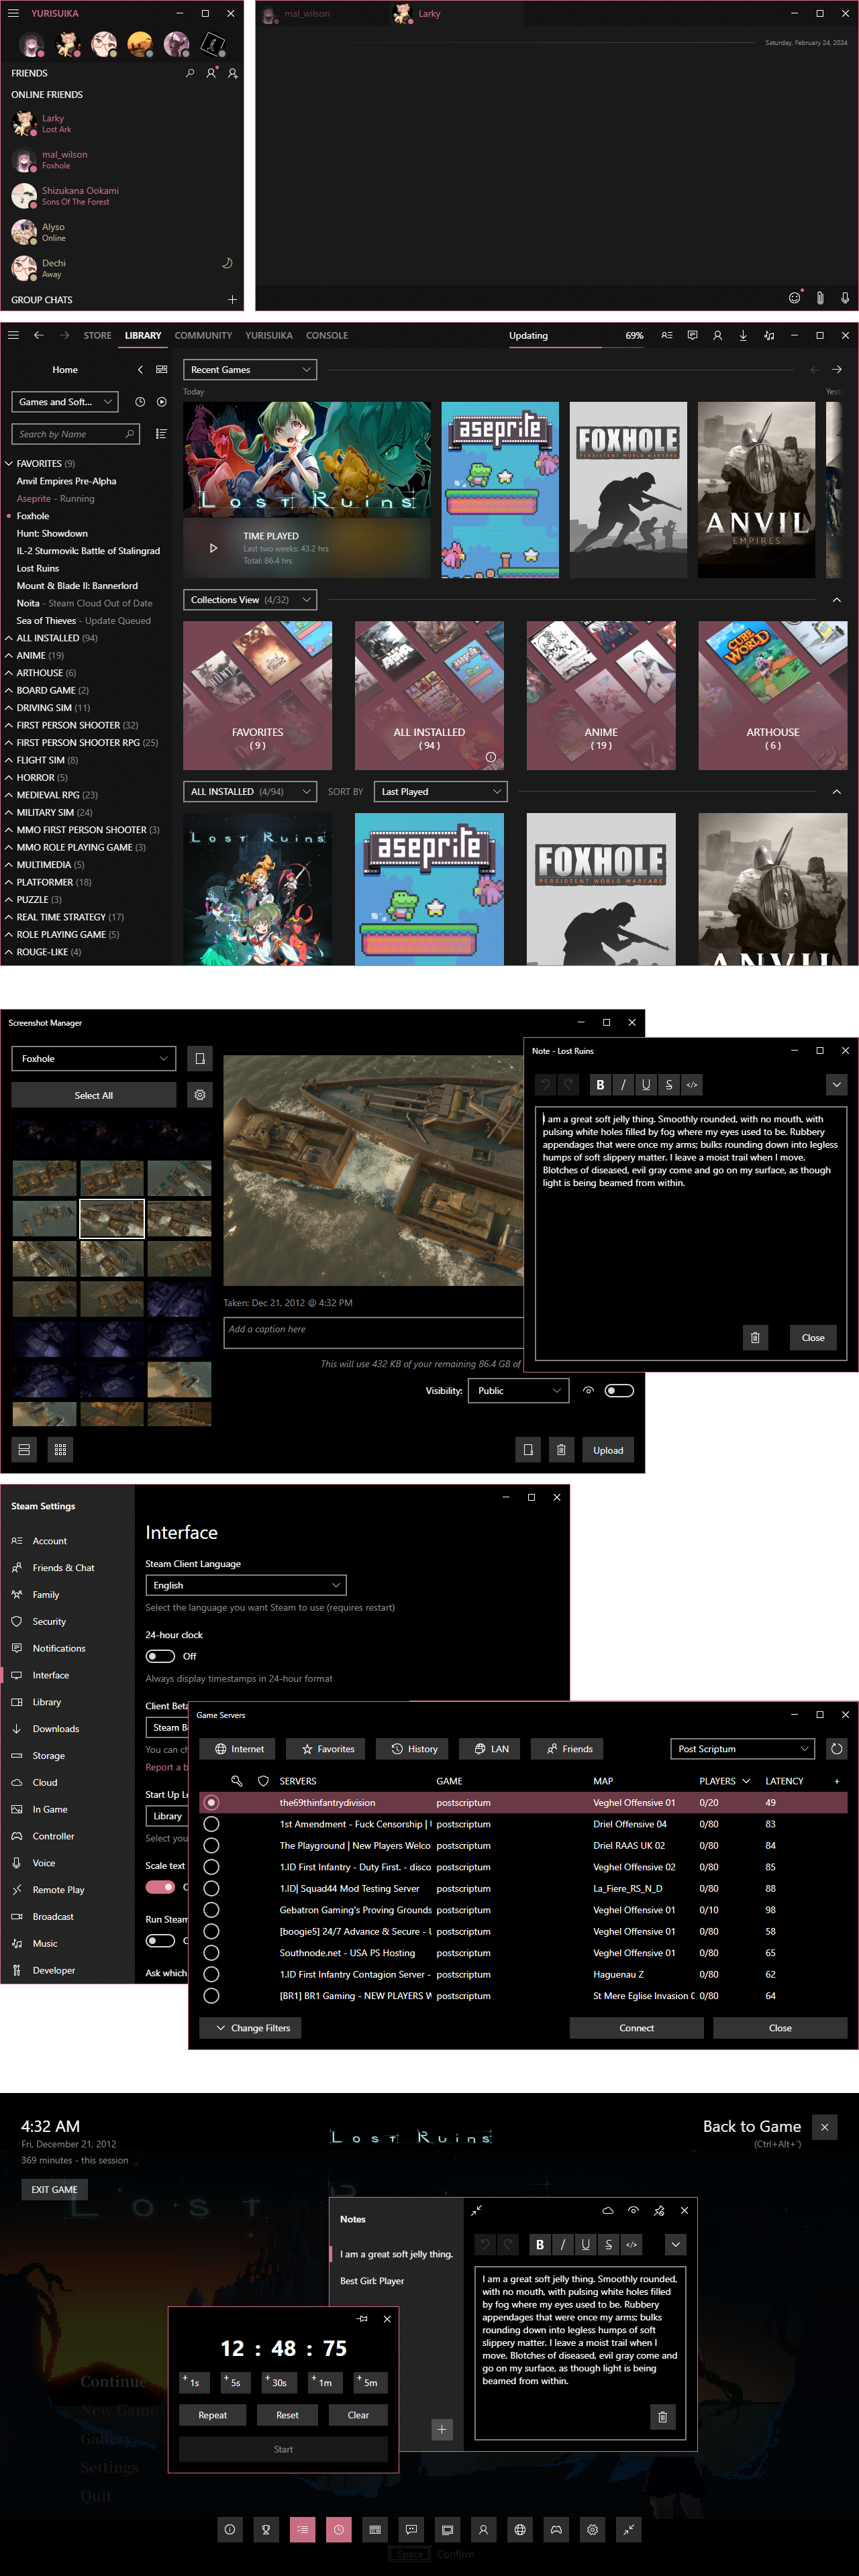 YURISUIKA
FRIENDS
ONLINE FRIENDS
Larky
Lost Ark
mal_wilson
Foxhole
Shizukana Ookami
Sons Of The Forest
Alyso
Online
Dechi
Away
GROUP CHATS
mal_wilson
Larky
Saturday, February 24, 2024
STORE LIBRARY COMMUNITY YURISUIKA CONSOLE
Updating 69%
Home
Games and Soft...
Search by Name
FAVORITES (9)
Anvil Empires Pre-Alpha
Aseprite - Running
Foxhole
Hunt: Showdown
IL-2 Sturmovik: Battle of Stalingrad
Lost Ruins
Mount & Blade II: Bannerlord
Noita - Steam Cloud Out of Date
Sea of Thieves - Update Queued
ALL INSTALLED (94)
ANIME (19)
ARTHOUSE (6)
BOARD GAME (2)
DRIVING SIM (11)
FIRST PERSON SHOOTER (32)
FIRST PERSON SHOOTER RPG (25)
FLIGHT SIM (8)
HORROR (5)
MEDIEVAL RPG (23)
MILITARY SIM (24)
MMO FIRST PERSON SHOOTER (3)
MMO ROLE PLAYING GAME (3)
MULTIMEDIA (5)
PLATFORMER (18)
PUZZLE (3)
REAL TIME STRATEGY (17)
ROLE PLAYING GAME (5)
ROUGE-LIKE (4)
Recent Games
Today
Yest
LOST RUINS
TIME PLAYED
Last two weeks: 43.2 hrs
Total: 86.4 hrs
aseprite
FOXHOLE
PERSISTENT WORLD WARFARE
ANVIL
EMPIRES
Collections View (4/32)
FAVORITES
( 9 )
ALL INSTALLED
( 94 )
ANIME
( 19 )
CUBE WORLD
ARTHOUSE
( 6 )
ALL INSTALLED (4/94)
SORT BY
Last Played
LOST RUINS
aseprite
FOXHOLE
PERSISTENT WORLD WARFARE
ANVIL
Screenshot Manager
Foxhole
Select All
Taken: Dec 21, 2012 @ 4:32 PM
Add a caption here
This will use 432 KB of your remaining 86.4 GB of
Visibility: Public
Upload
Note - Lost Ruins
B I U S </>
I am a great soft jelly thing. Smoothly rounded, with no mouth, with
pulsing white holes filled by fog where my eyes used to be. Rubbery
appendages that were once my arms; bulks rounding down into legless
humps of soft slippery matter. I leave a moist trail when I move.
Blotches of diseased, evil gray come and go on my surface, as though
light is being beamed from within.
Close
Steam Settings
Account
Friends & Chat
Family
Security
Notifications
Interface
Library
Downloads
Storage
Cloud
In Game
Controller
Voice
Remote Play
Broadcast
Music
Developer
Interface
Steam Client Language
English
Select the language you want Steam to use (requires restart)
24-hour clock
Off
Always display timestamps in 24-hour format
Client Beta
Steam Be
You can ch
Report a b
Start Up Lo
Library
Select you
Scale text
Run Steam
Ask which
Game Servers
Internet Favorites History LAN Friends
Post Scriptum
SERVERS GAME MAP PLAYERS LATENCY +
the69thinfantrydivision postscriptum Veghel Offensive 01 0/20 49
1st Amendment - Fuck Censorship | postscriptum Driel Offensive 04 0/80 83
The Playground | New Players Welco postscriptum Driel RAAS UK 02 0/80 84
1.ID First Infantry - Duty First. - disco postscriptum Veghel Offensive 02 0/80 85
1.ID| Squad44 Mod Testing Server postscriptum La_Fiere_RS_N_D 0/80 88
Gebatron Gaming's Proving Grounds postscriptum Veghel Offensive 01 0/10 98
[boogie5] 24/7 Advance & Secure - postscriptum Veghel Offensive 01 0/80 58
Southnode.net - USA PS Hosting postscriptum Veghel Offensive 01 0/80 65
1.ID First Infantry Contagion Server - postscriptum Haguenau Z 0/80 62
[BR1] BR1 Gaming - NEW PLAYERS postscriptum St Mere Eglise Invasion 0/80 64
Change Filters
Connect
Close
4:32 AM
Fri, December 21, 2012
369 minutes - this session
EXIT GAME
LOST RUINS
Back to Game
(Ctrl+Alt+`)
Notes
I am a great soft jelly thing.
Best Girl: Player
B I U S </>
I am a great soft jelly thing. Smoothly rounded,
with no mouth, with pulsing white holes filled
by fog where my eyes used to be. Rubbery
appendages that were once my arms; bulks
rounding down into legless humps of soft
slippery matter. I leave a moist trail when I
move. Blotches of diseased, evil gray come and
go on my surface, as though light is being
beamed from within.
12 : 48 : 75
+1s +5s +30s +1m +5m
Repeat Reset Clear
Start
Continue
New Game
Gallery
Settings
Quit
Space Confirm